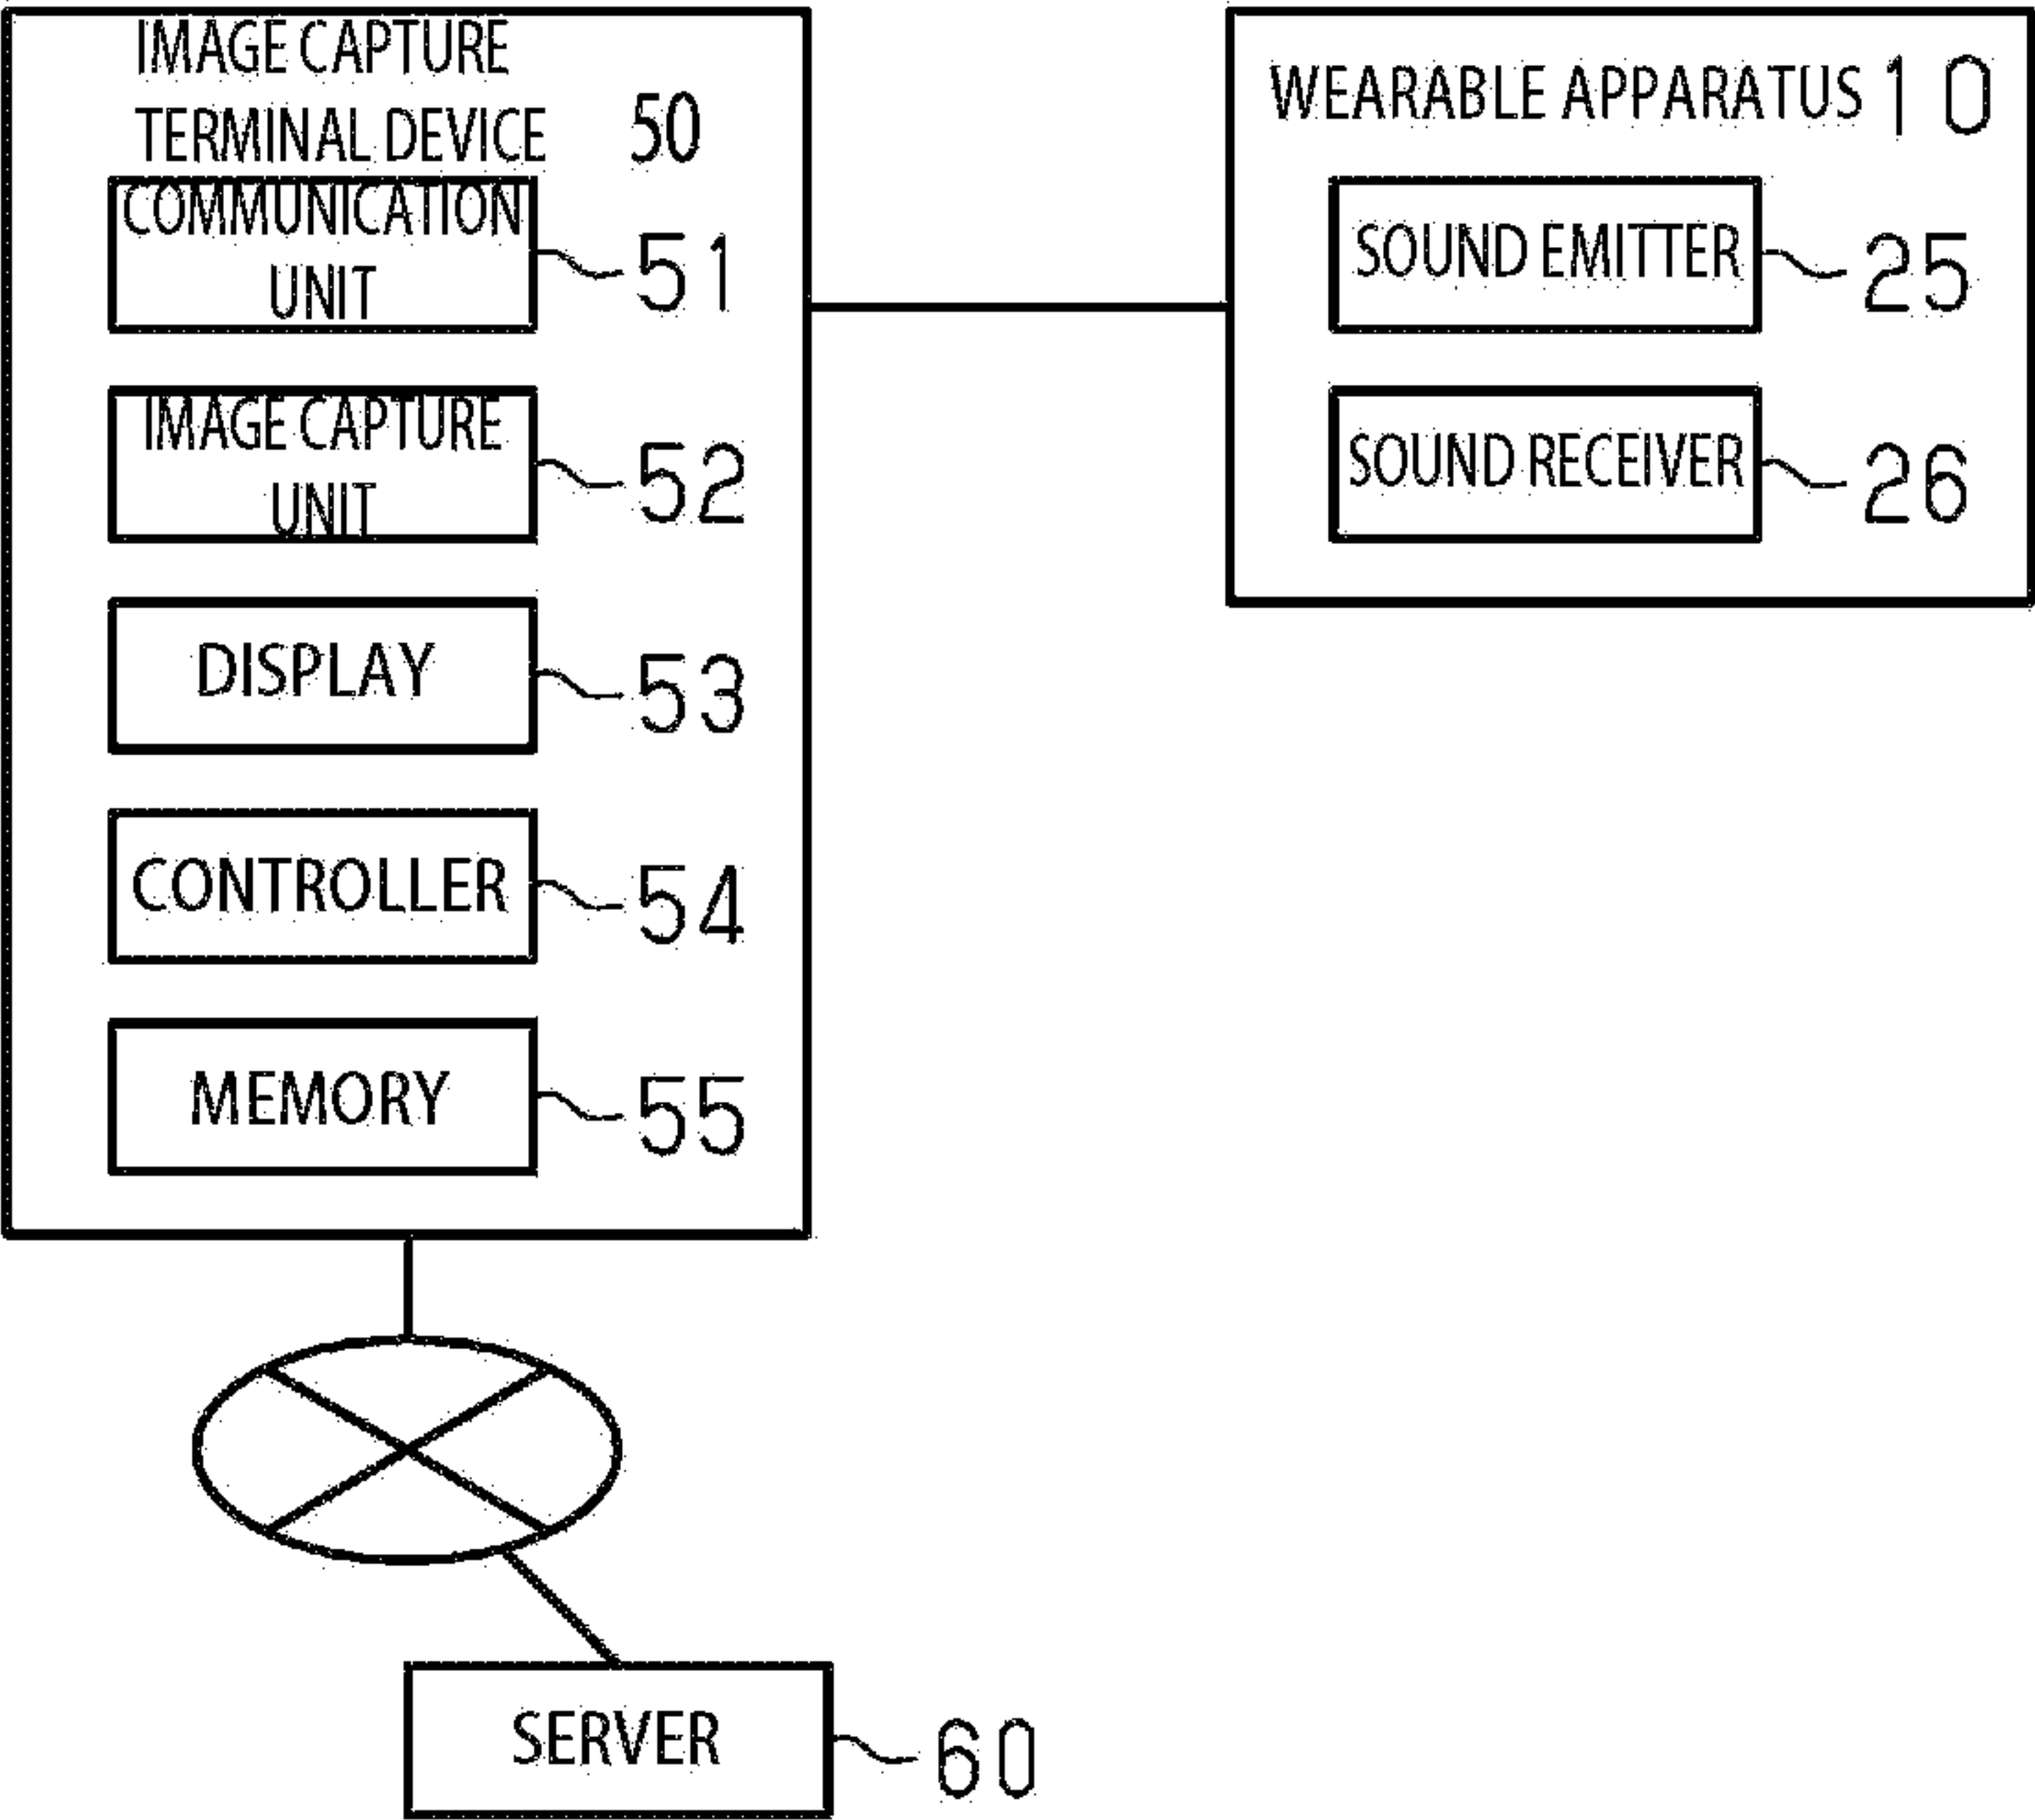 IMAGE CAPTURE
TERMINAL DEVICE 50
COMMUNICATION
UNIT
51
IMAGE CAPTURE
UNIT
52
DISPLAY
53
CONTROLLER
54
MEMORY
55
WEARABLE APPARATUS 10
SOUND EMITTER
25
SOUND RECEIVER
26
SERVER
60